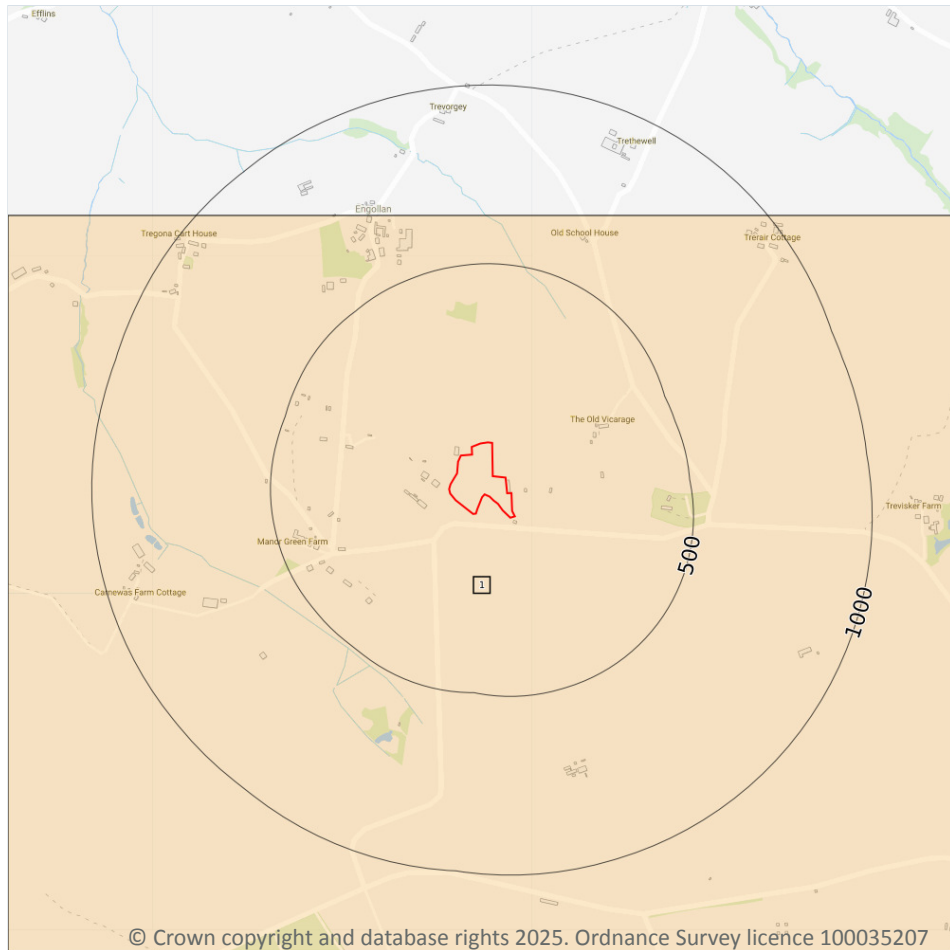 Efflins
Trevorgey
Trethewell
Engollan
Tregona Cart House
Old School House
Trerair Cottage
The Old Vicarage
Trevisker Farm
Manor Green Farm
500
1
Carnewas Farm Cottage
1000
© Crown copyright and database rights 2025. Ordnance Survey licence 100035207